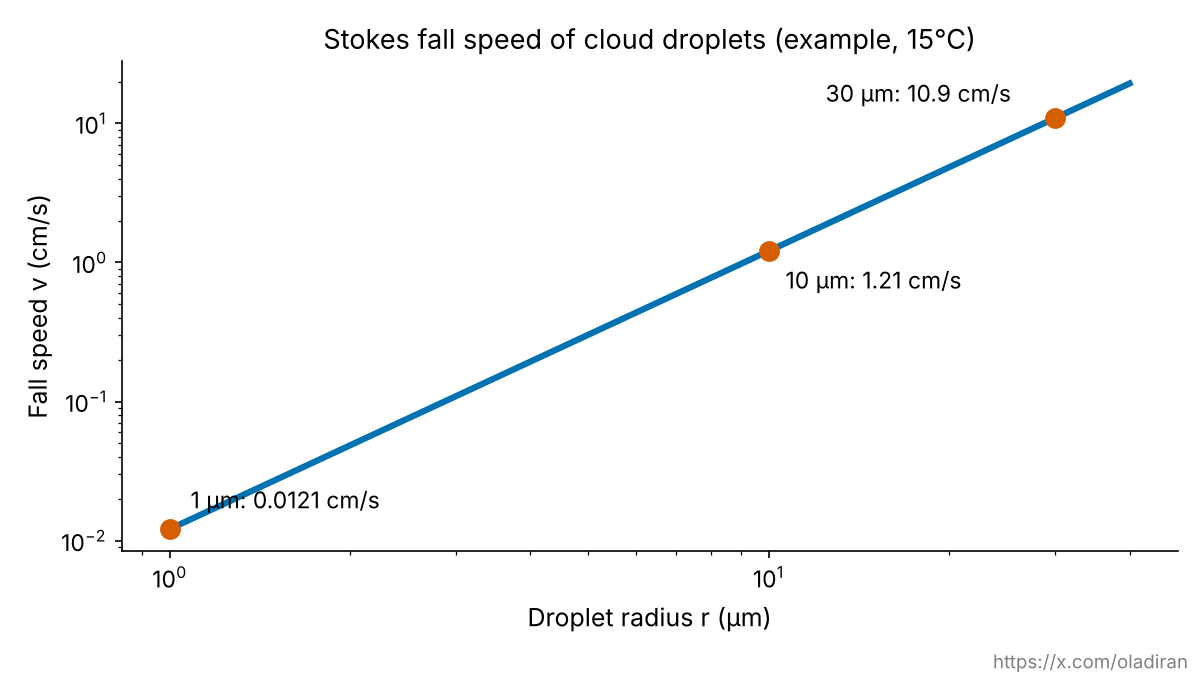 Stokes fall speed of cloud droplets (example, 15°C)
30 µm: 10.9 cm/s
10¹
Fall speed v (cm/s)
10⁰
10 µm: 1.21 cm/s
10⁻¹
1 µm: 0.0121 cm/s
10⁻²
10⁰ 10¹
Droplet radius r (µm)
https://x.com/oladiran